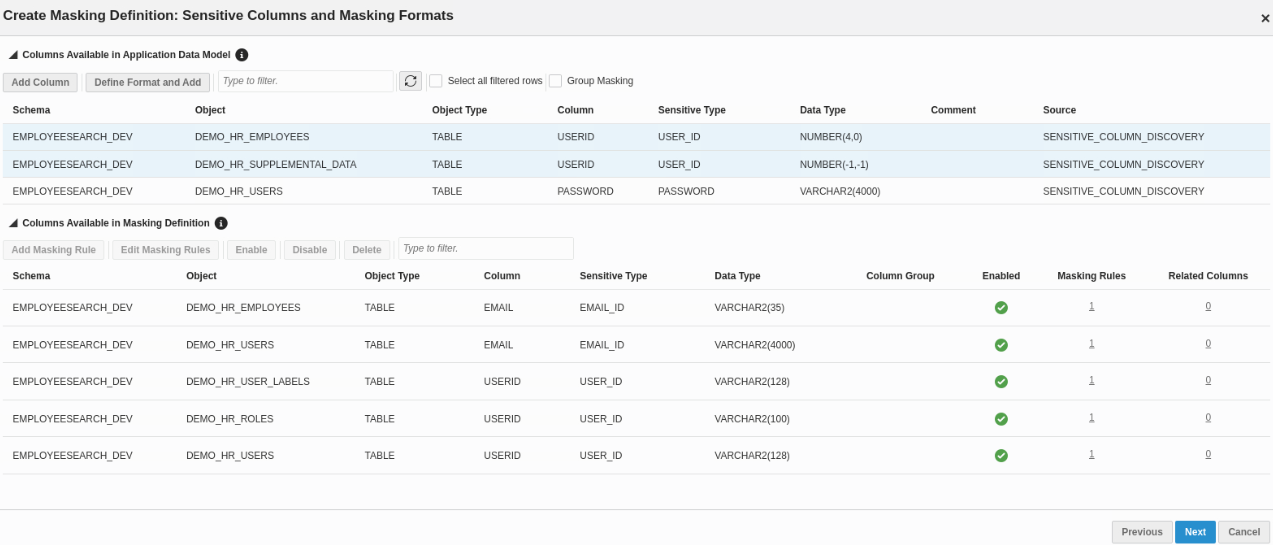 Create Masking Definition: Sensitive Columns and Masking Formats
Columns Available in Application Data Model
Add Column Define Format and Add Type to filter. Select all filtered rows Group Masking
Schema Object Object Type Column Sensitive Type Data Type Comment Source
EMPLOYEESEARCH_DEV DEMO_HR_EMPLOYEES TABLE USERID USER_ID NUMBER(4,0) SENSITIVE_COLUMN_DISCOVERY
EMPLOYEESEARCH_DEV DEMO_HR_SUPPLEMENTAL_DATA TABLE USERID USER_ID NUMBER(-1,-1) SENSITIVE_COLUMN_DISCOVERY
EMPLOYEESEARCH_DEV DEMO_HR_USERS TABLE PASSWORD PASSWORD VARCHAR2(4000) SENSITIVE_COLUMN_DISCOVERY
Columns Available in Masking Definition
Add Masking Rule Edit Masking Rules Enable Disable Delete Type to filter.
Schema Object Object Type Column Sensitive Type Data Type Column Group Enabled Masking Rules Related Columns
EMPLOYEESEARCH_DEV DEMO_HR_EMPLOYEES TABLE EMAIL EMAIL_ID VARCHAR2(35) 1 0
EMPLOYEESEARCH_DEV DEMO_HR_USERS TABLE EMAIL EMAIL_ID VARCHAR2(4000) 1 0
EMPLOYEESEARCH_DEV DEMO_HR_USER_LABELS TABLE USERID USER_ID VARCHAR2(128) 1 0
EMPLOYEESEARCH_DEV DEMO_HR_ROLES TABLE USERID USER_ID VARCHAR2(100) 1 0
EMPLOYEESEARCH_DEV DEMO_HR_USERS TABLE USERID USER_ID VARCHAR2(128) 1 0
Previous Next Cancel